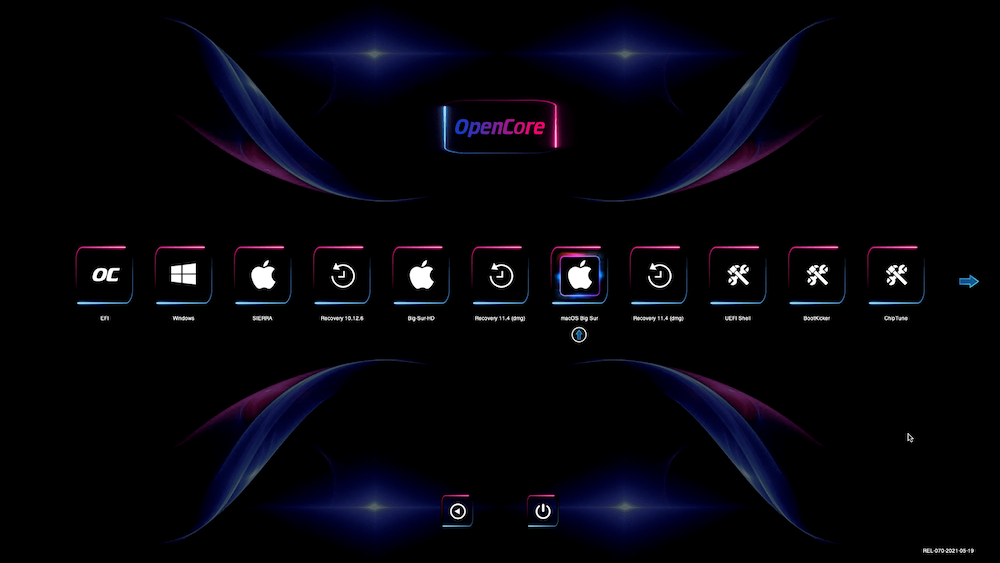 OpenCore
OC
EFI
Windows
SIERRA
Recovery 10.12.6
Big-Sur-HD
Recovery 11.4 (dmg)
macOS Big Sur
Recovery 11.4 (dmg)
UEFI Shell
BootKicker
ChipTune
REL-070-2021-05-19